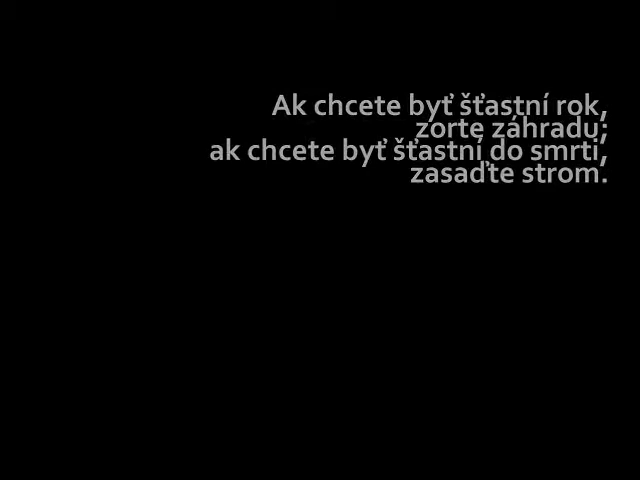 Ak chcete byť šťastní rok,
zorte záhradu;
ak chcete byť šťastní do smrti,
zasaďte strom.